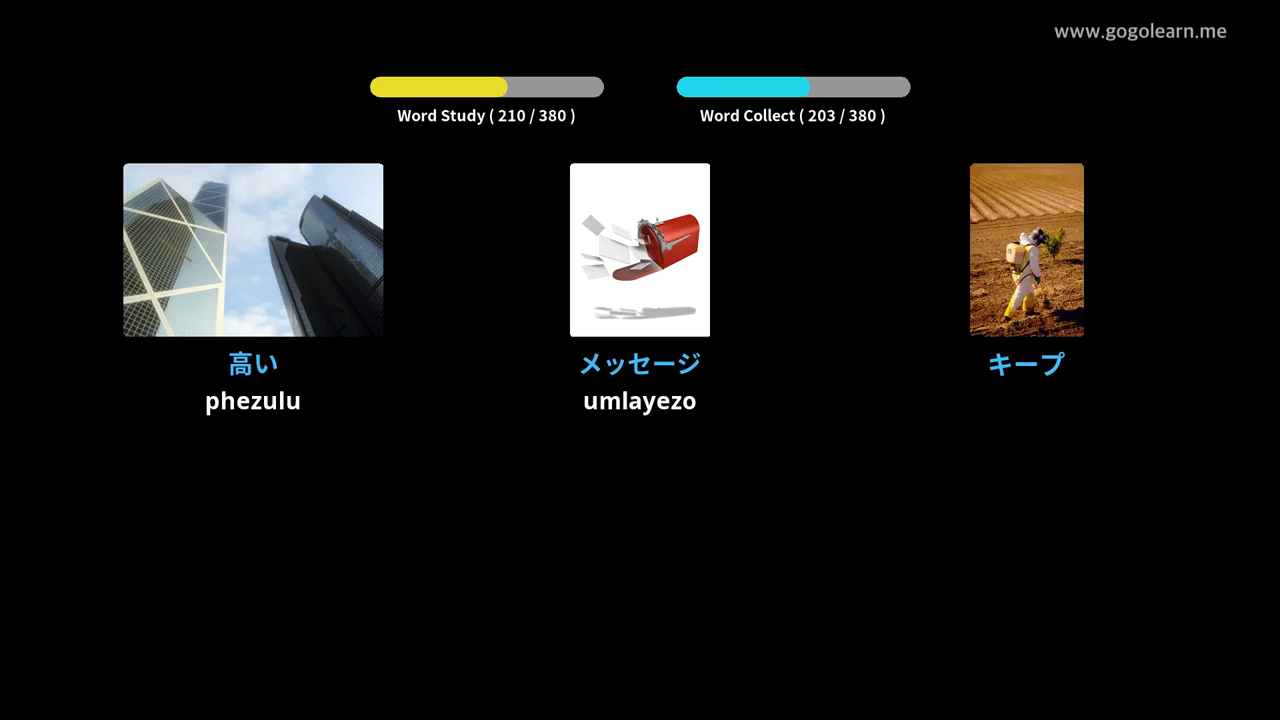 www.gogolearn.me
Word Study ( 210 / 380 )
Word Collect ( 203 / 380 )
高い
phezulu
メッセージ
umlayezo
キープ